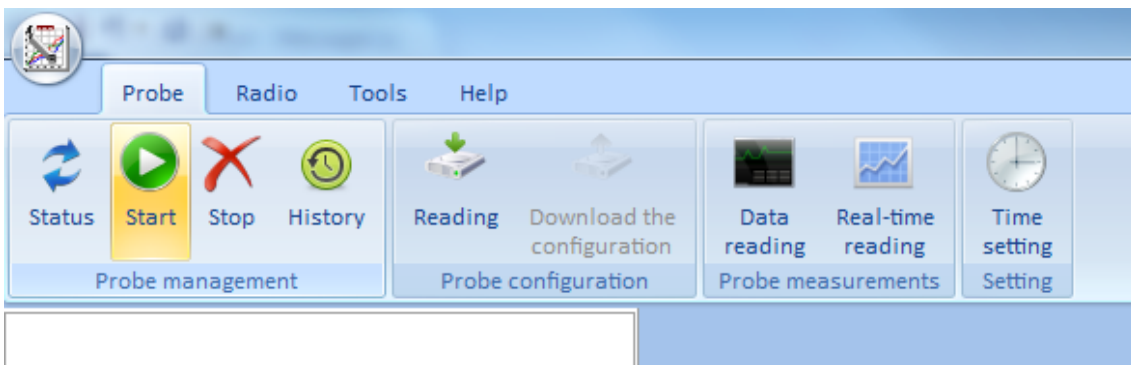 Probe Radio Tools Help
Status Start Stop History Reading Download the configuration Data reading Real-time reading Time setting
Probe management Probe configuration Probe measurements Setting